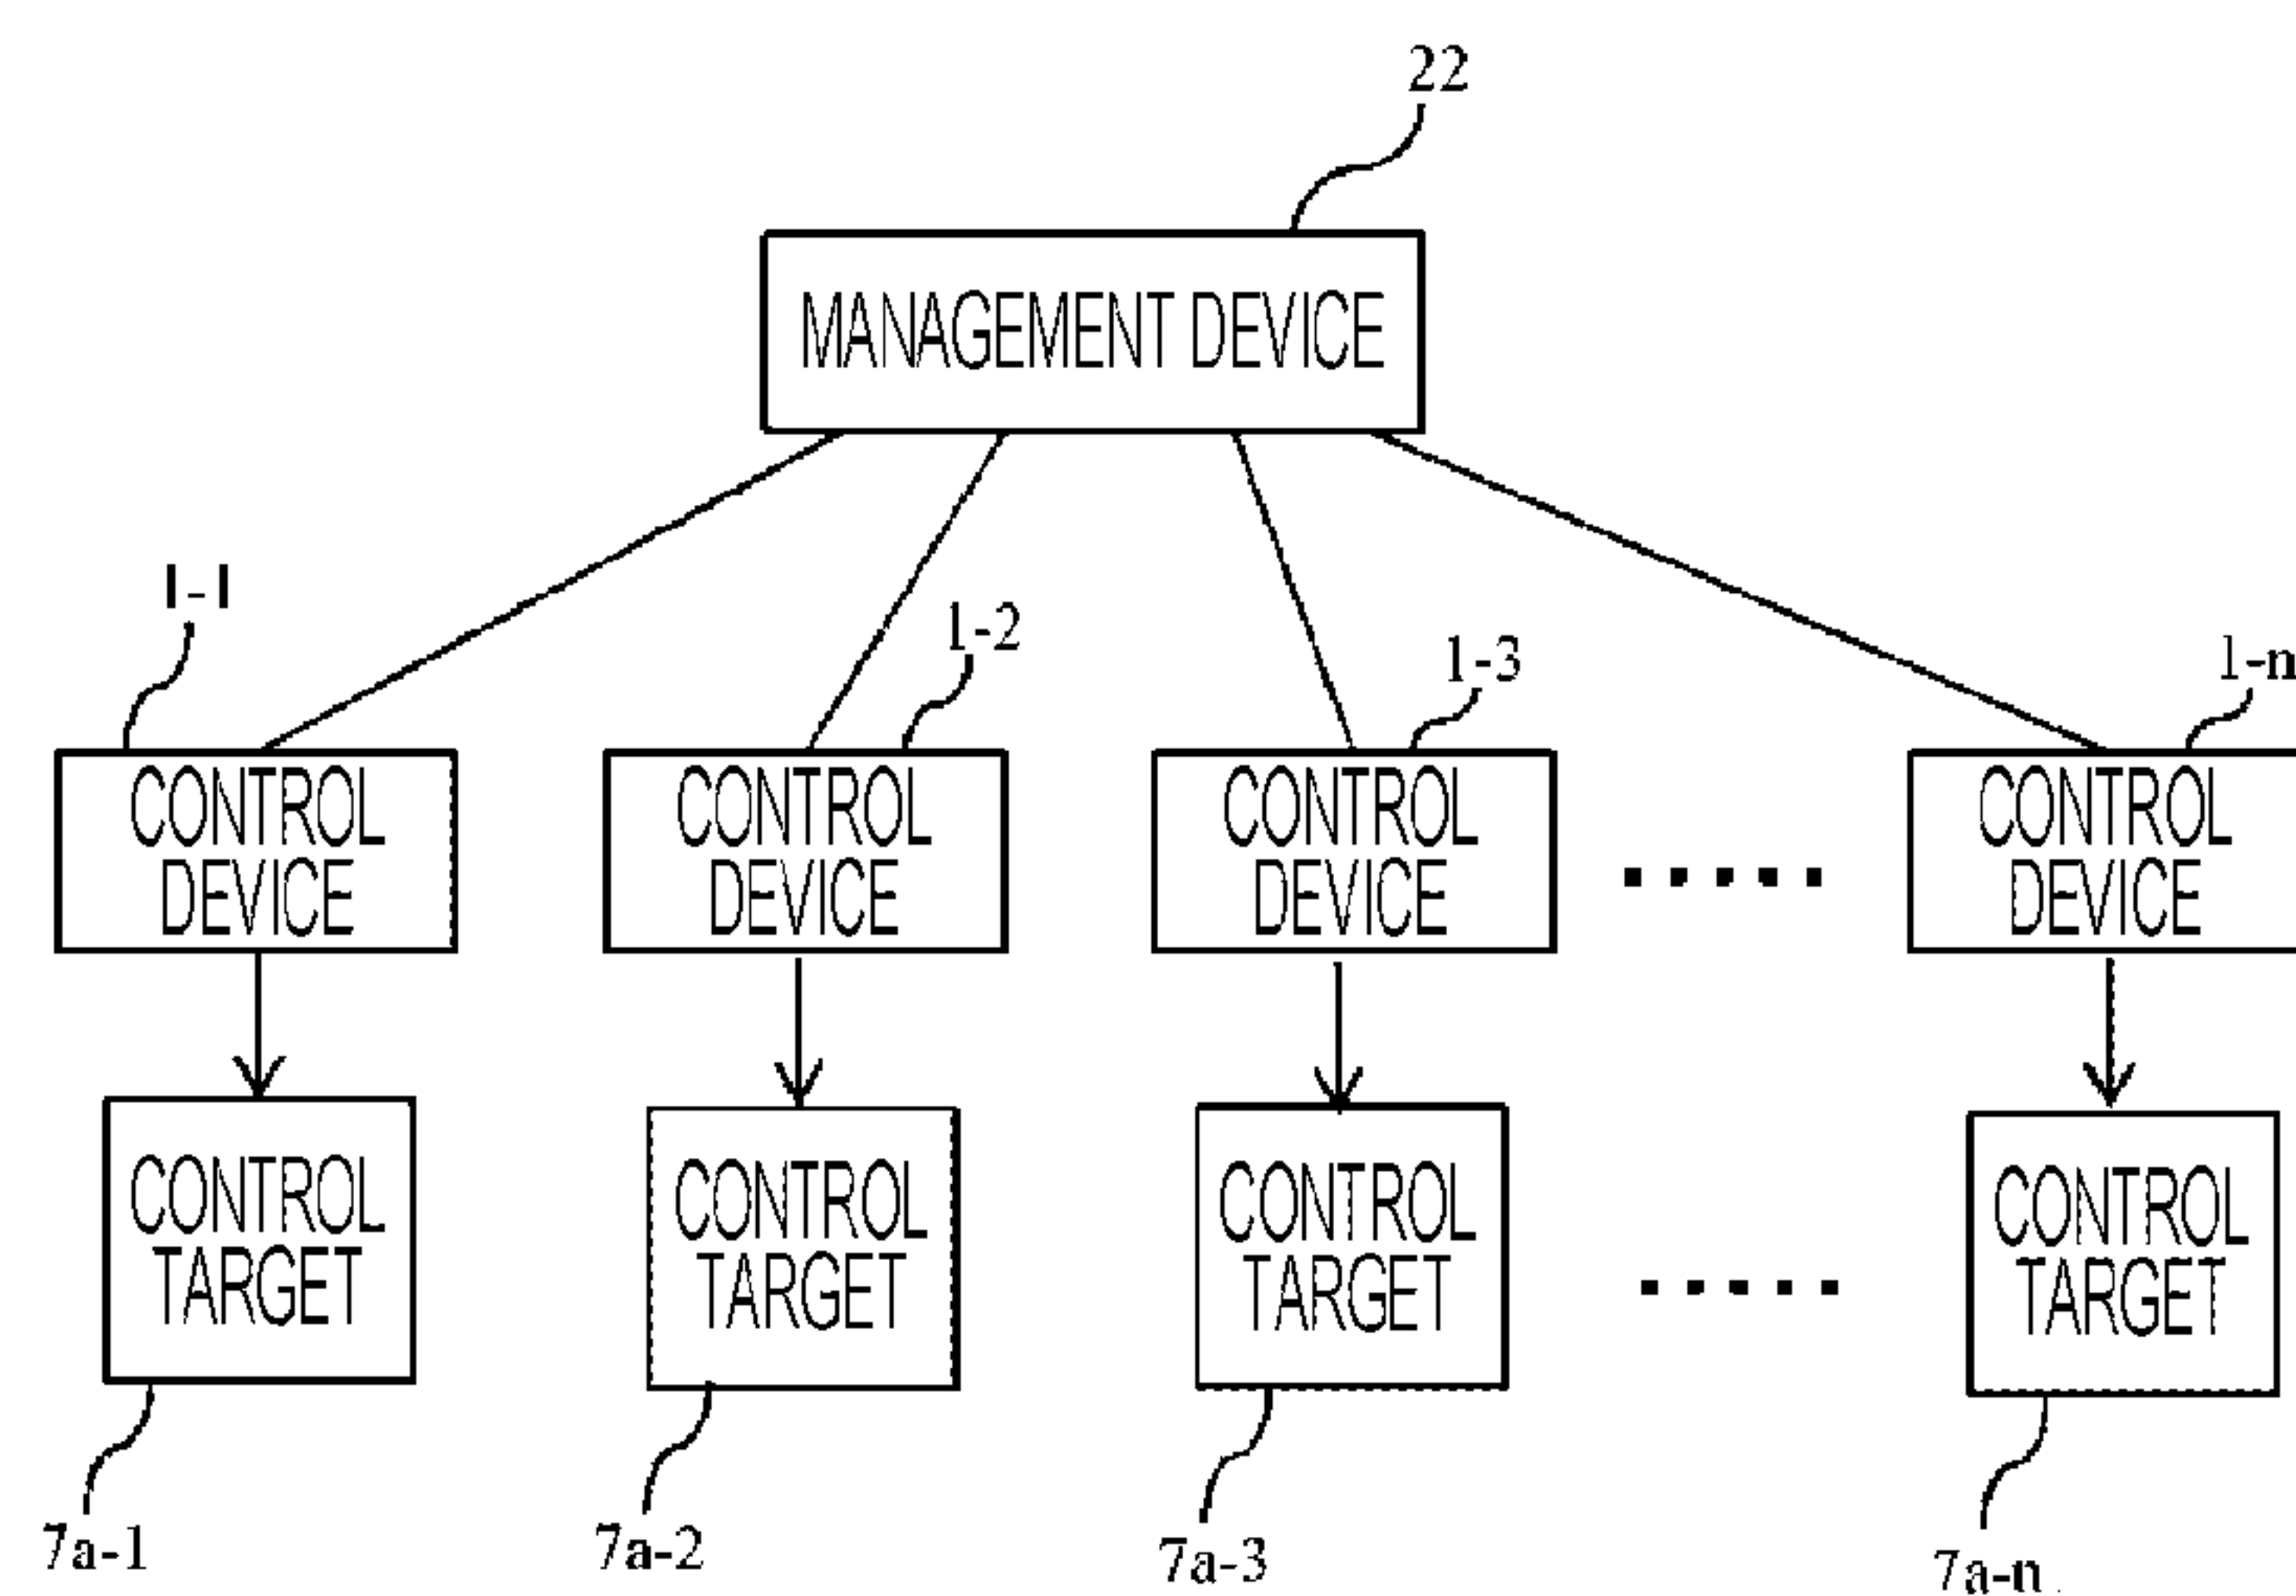 22
MANAGEMENT DEVICE
1-1
1-2
1-3
1-n
CONTROL
DEVICE
CONTROL
DEVICE
CONTROL
DEVICE
CONTROL
DEVICE
CONTROL
TARGET
CONTROL
TARGET
CONTROL
TARGET
CONTROL
TARGET
7a-1
7a-2
7a-3
7a-n